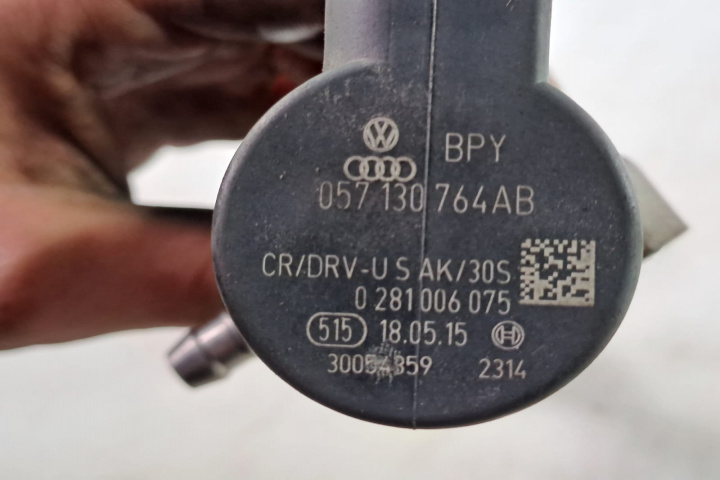 BPY
057 130 764AB
CR/DRV-U S AK/30S
0 281 006 075
515 18.05.15
2314